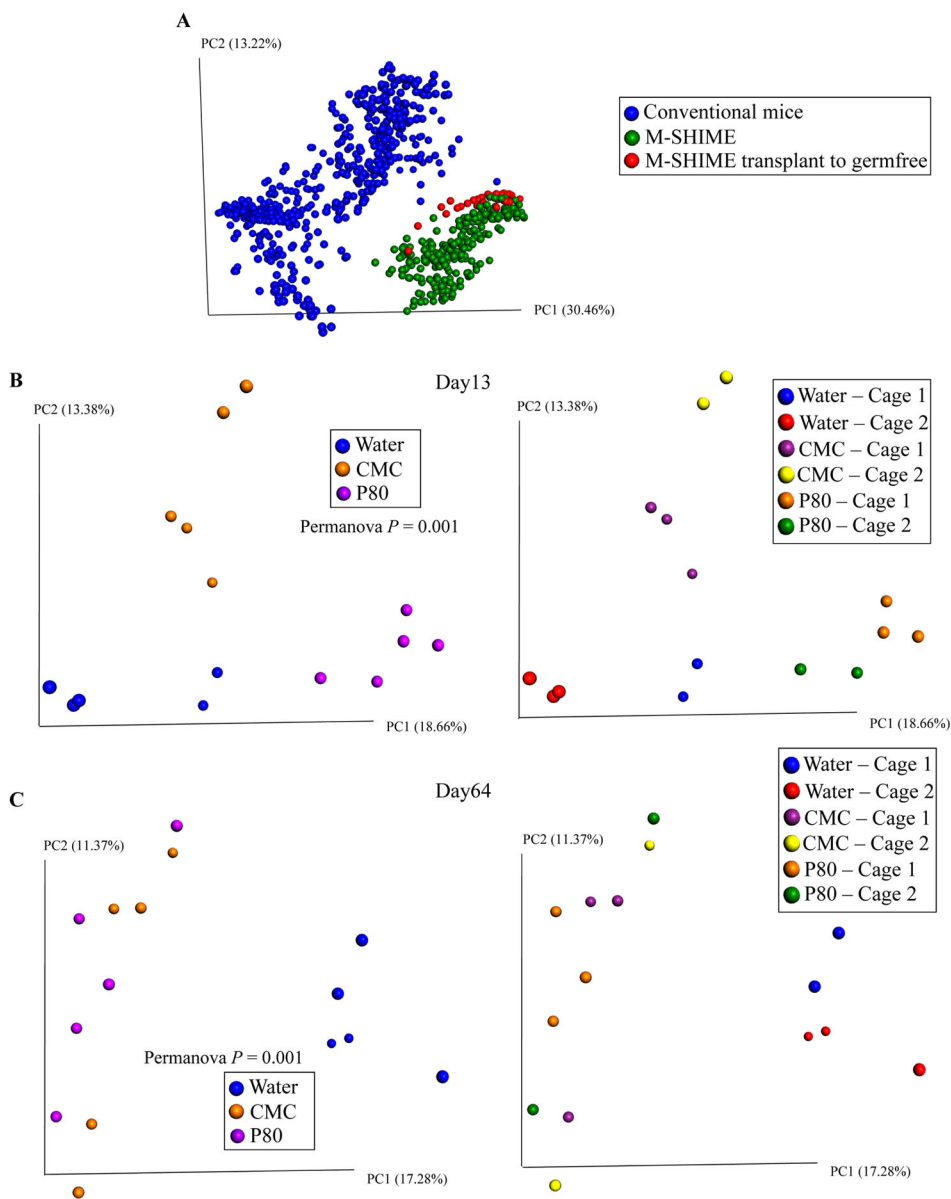 A
PC2 (13.22%)
Conventional mice
M-SHIME
M-SHIME transplant to germfree
PC1 (30.46%)
B
Day13
PC2 (13.38%)
Water
CMC
P80
Permanova P = 0.001
PC1 (18.66%)
PC2 (13.38%)
Water – Cage 1
Water – Cage 2
CMC – Cage 1
CMC – Cage 2
P80 – Cage 1
P80 – Cage 2
PC1 (18.66%)
C
Day64
PC2 (11.37%)
Permanova P = 0.001
Water
CMC
P80
PC1 (17.28%)
PC2 (11.37%)
Water – Cage 1
Water – Cage 2
CMC – Cage 1
CMC – Cage 2
P80 – Cage 1
P80 – Cage 2
PC1 (17.28%)